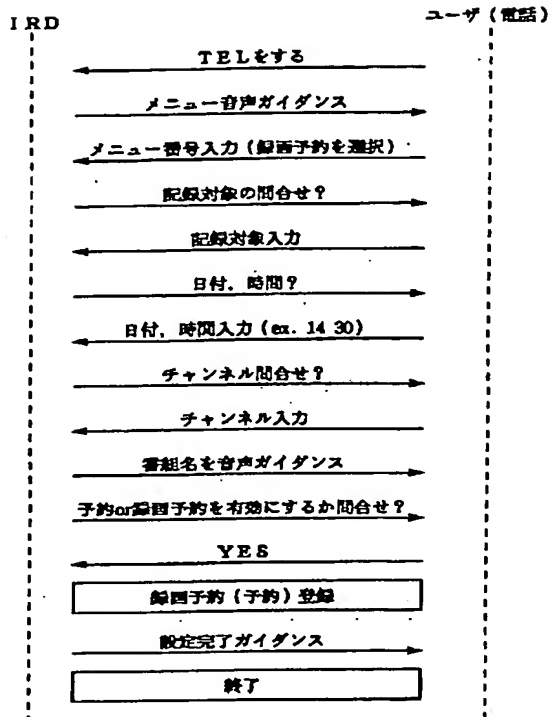 IRD
ユーザ(電話)
TELをする
メニュー音声ガイダンス
メニュー番号入力(録画予約を選択)
記録対象の問合せ?
記録対象入力
日付,時間?
日付,時間入力(ex. 14 30)
チャンネル問合せ?
チャンネル入力
番組名を音声ガイダンス
予約or録画予約を有効にするか問合せ?
YES
録画予約(予約)登録
設定完了ガイダンス
終了